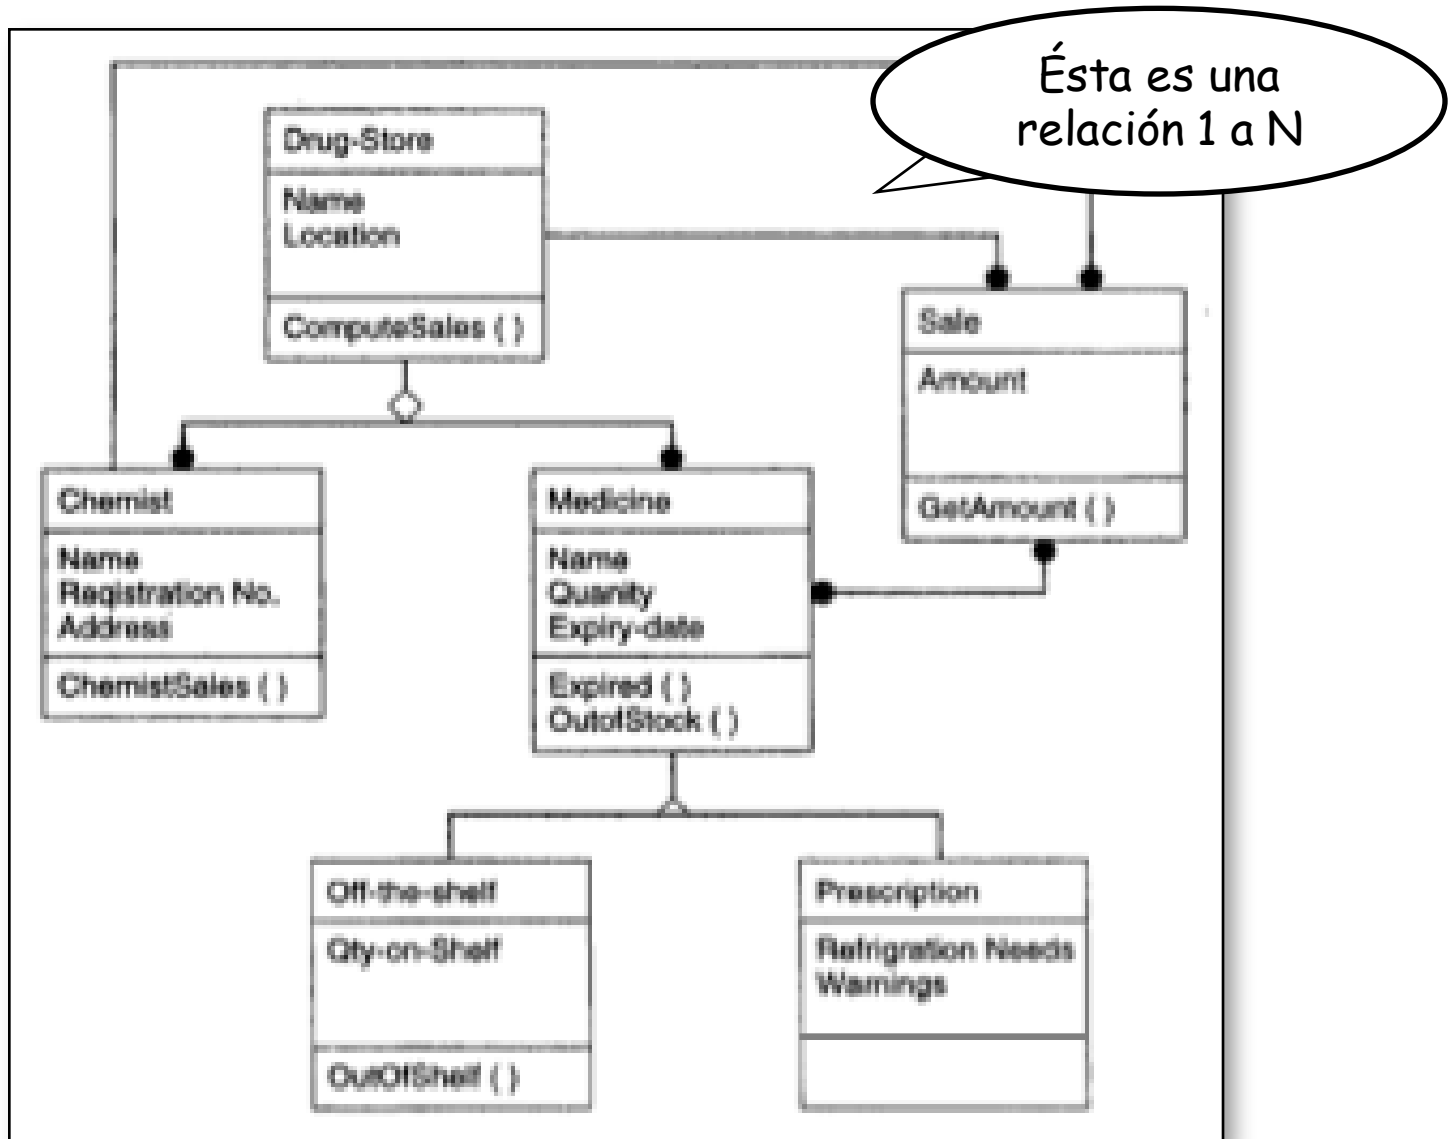 Ésta es una
relación 1 a N
Drug-Store
Name
Location
ComputeSales ( )
Sale
Amount
GetAmount ( )
Chemist
Name
Registration No.
Address
ChemistSales ( )
Medicine
Name
Quanity
Expiry-date
Expired ( )
OutofStock ( )
Off-the-shelf
Qty-on-Shelf
OutOfShelf ( )
Prescription
Refrigration Needs
Warnings